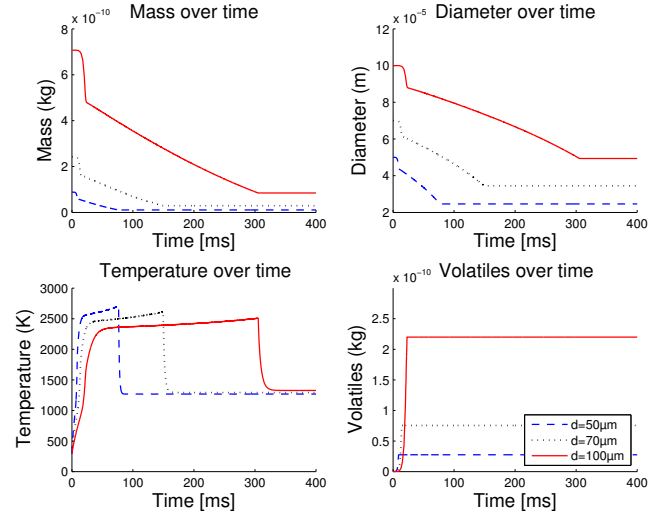 Mass over time
x 10^-10
8
6
4
2
0
0 100 200 300 400
Mass (kg)
Time [ms]
Diameter over time
x 10^-5
12
10
8
6
4
2
0 100 200 300 400
Diameter (m)
Time [ms]
Temperature over time
3000
2500
2000
1500
1000
500
0
0 100 200 300 400
Temperature (K)
Time [ms]
Volatiles over time
x 10^-10
2.5
2
1.5
1
0.5
0
0 100 200 300 400
Volatiles (kg)
Time [ms]
d=50µm
d=70µm
d=100µm